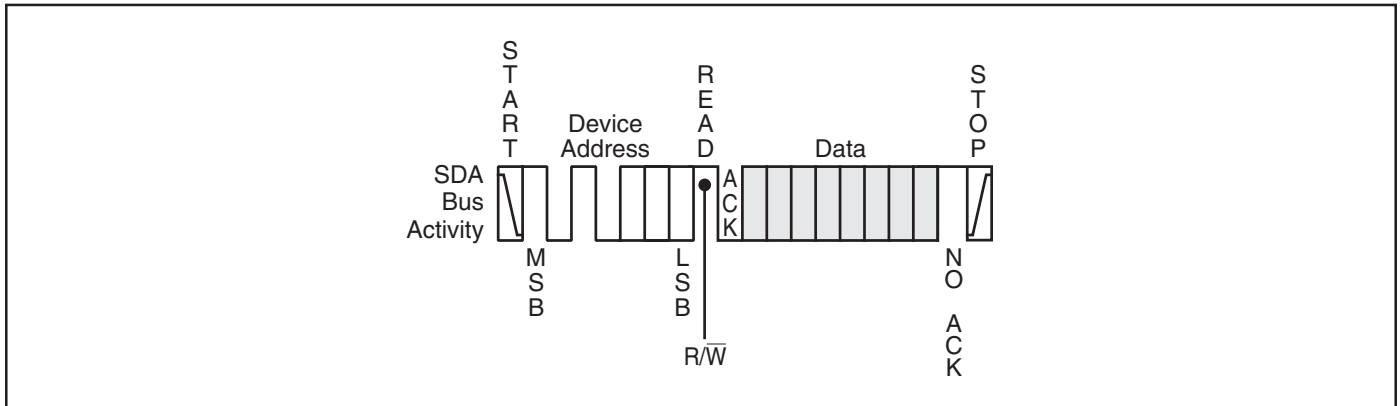 START
Device
Address
READ
Data
STOP
SDA
Bus
Activity
ACK
MSB
LSB
R/W̅
NO ACK